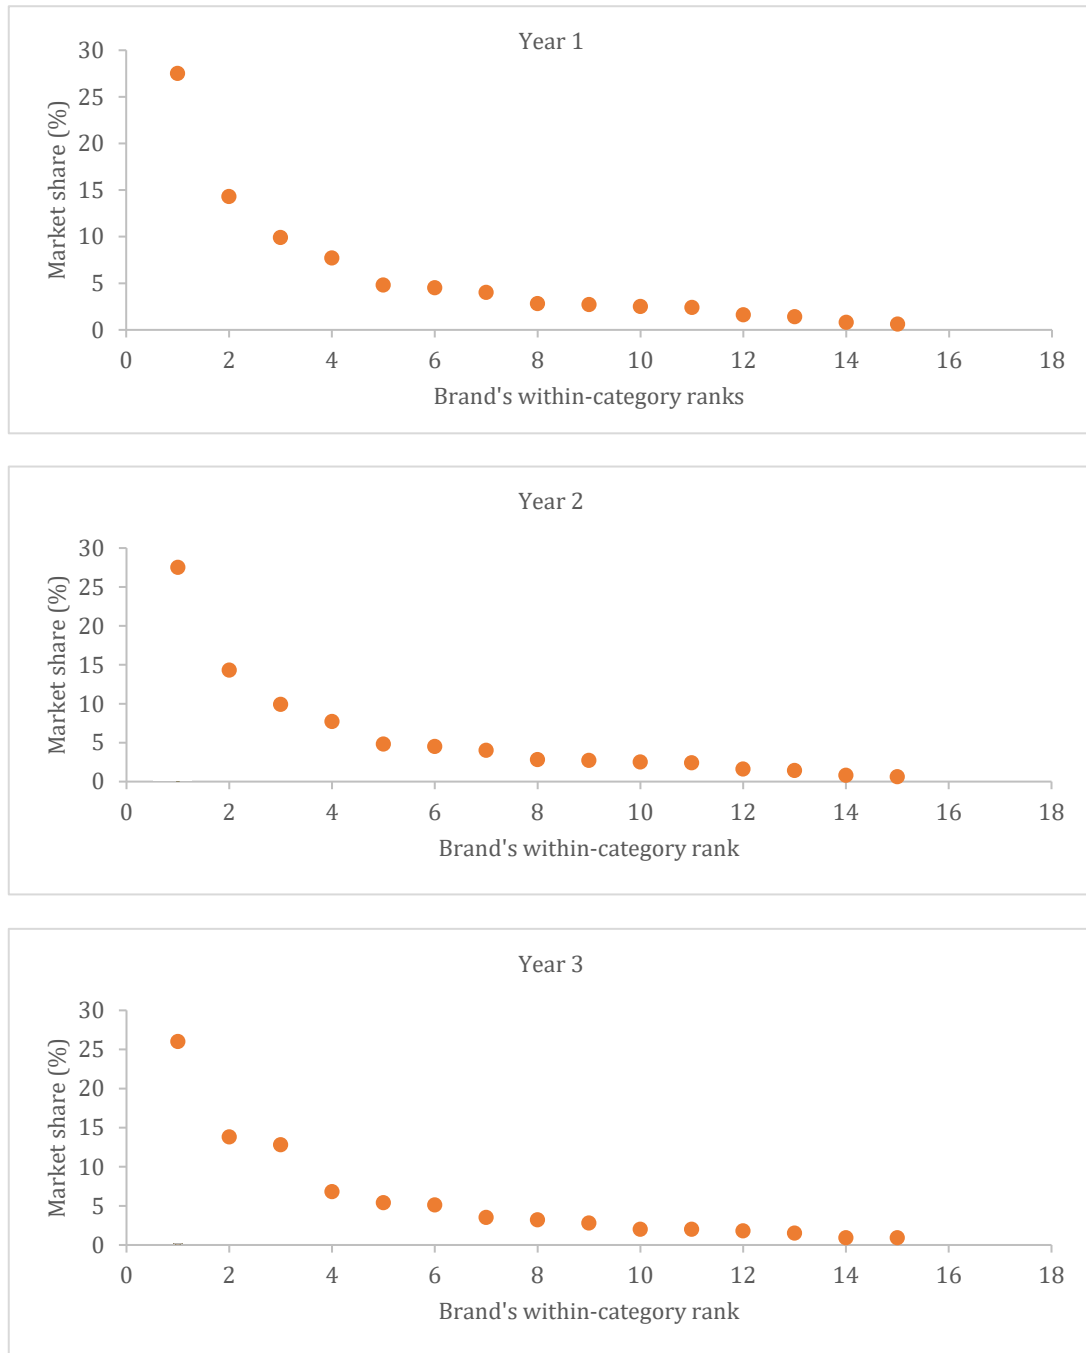 Year 1
30
25
20
15
10
5
0
Market share (%)
0 2 4 6 8 10 12 14 16 18
Brand's within-category ranks
Year 2
30
25
20
15
10
5
0
Market share (%)
0 2 4 6 8 10 12 14 16 18
Brand's within-category rank
Year 3
30
25
20
15
10
5
0
Market share (%)
0 2 4 6 8 10 12 14 16 18
Brand's within-category rank